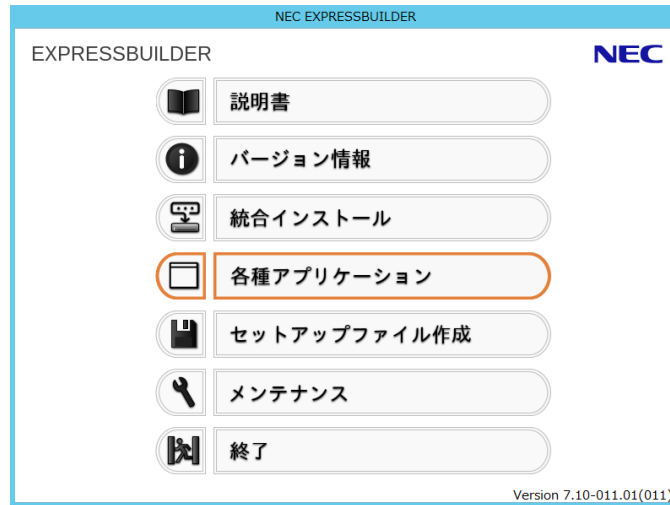 NEC EXPRESSBUILDER
EXPRESSBUILDER
NEC
説明書
バージョン情報
統合インストール
各種アプリケーション
セットアップファイル作成
メンテナンス
終了
Version 7.10-011.01(011)